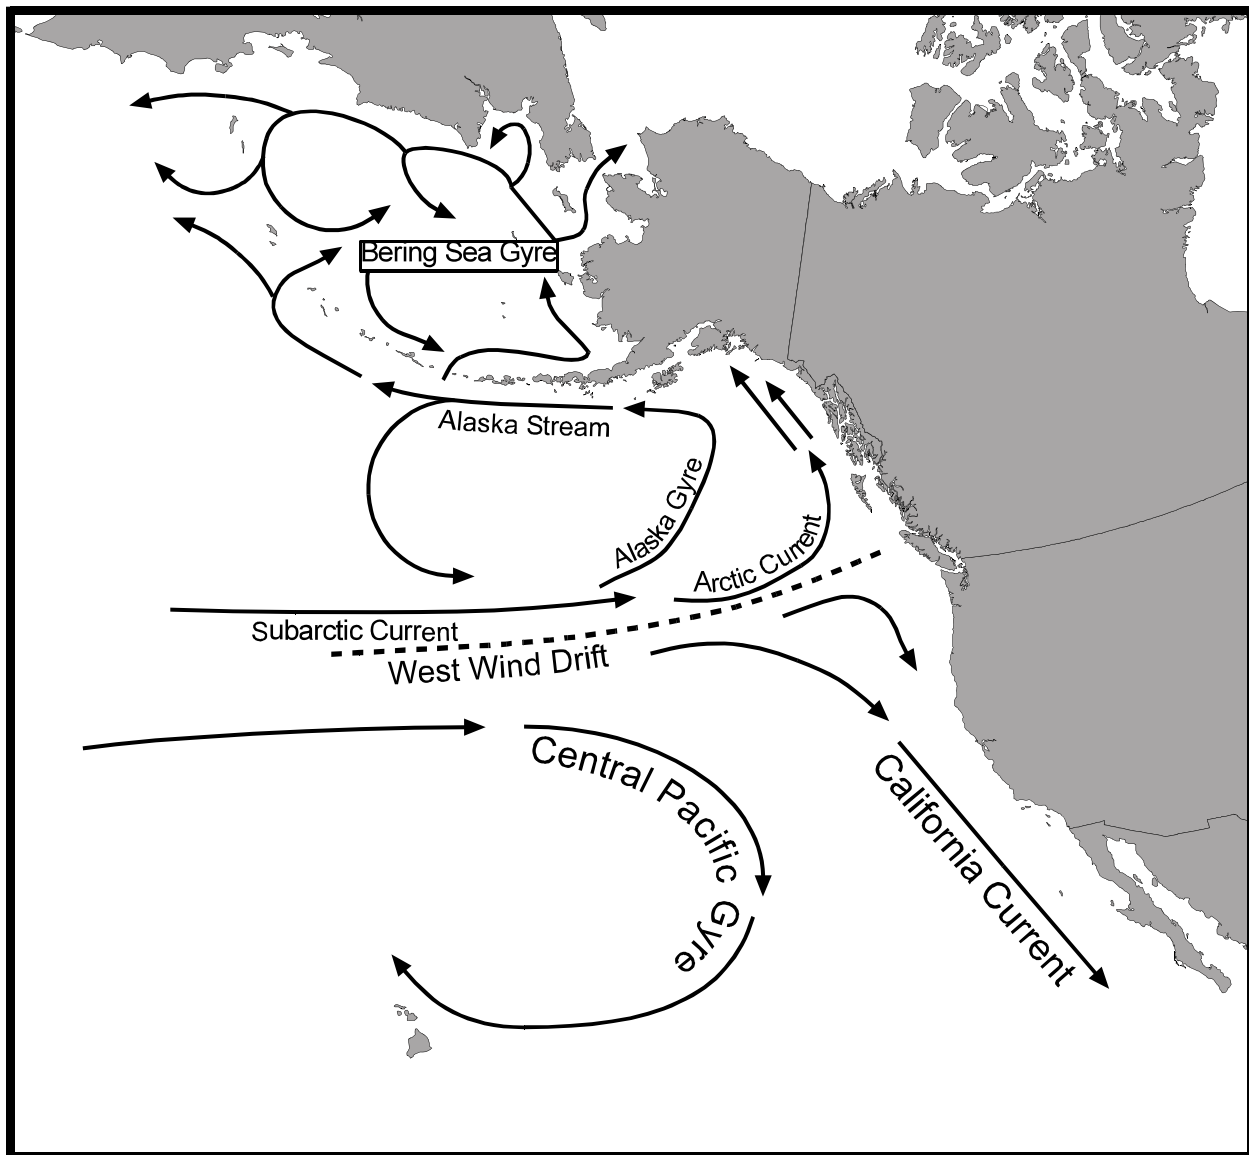 Bering Sea Gyre
Alaska Stream
Alaska Gyre
Arctic Current
Subarctic Current
West Wind Drift
Central Pacific Gyre
California Current